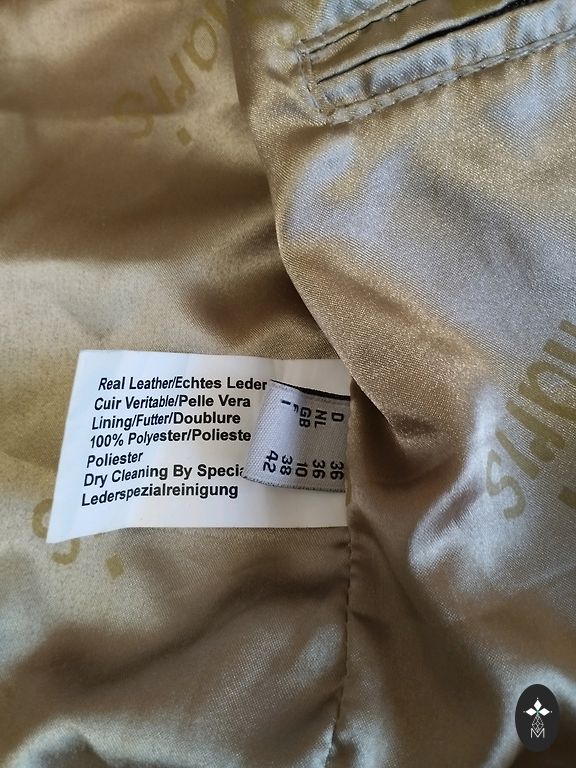 Real Leather/Echtes Leder
Cuir Veritable/Pelle Vera
Lining/Futter/Doublure
100% Polyester/Polieste
Poliester
Dry Cleaning By Specia
Lederspezialreinigung
D 36
NL 36
GB 10
F 38
I 42
aris
M